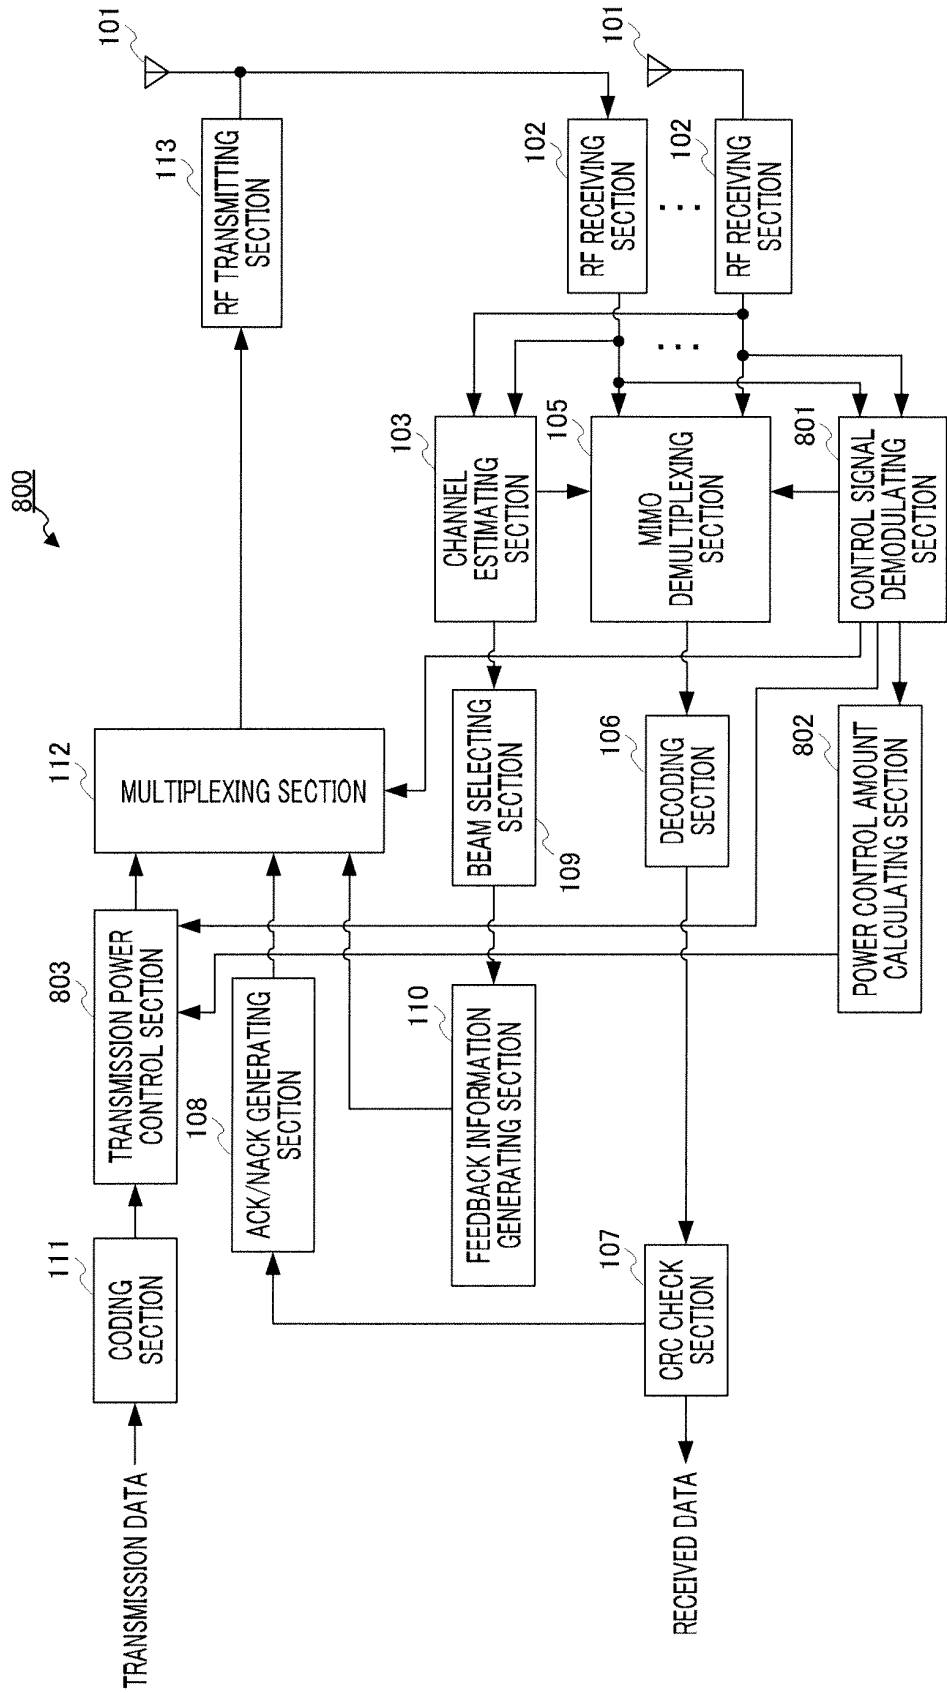 800
TRANSMISSION DATA
111
CODING
SECTION
803
TRANSMISSION POWER
CONTROL SECTION
112
MULTIPLEXING SECTION
113
RF TRANSMITTING
SECTION
101
108
ACK/NACK GENERATING
SECTION
110
FEEDBACK INFORMATION
GENERATING SECTION
109
BEAM SELECTING
SECTION
103
CHANNEL
ESTIMATING
SECTION
102
RF RECEIVING
SECTION
101
RECEIVED DATA
107
CRC CHECK
SECTION
106
DECODING
SECTION
105
MIMO
DEMULTIPLEXING
SECTION
102
RF RECEIVING
SECTION
802
POWER CONTROL AMOUNT
CALCULATING SECTION
801
CONTROL SIGNAL
DEMODULATING
SECTION